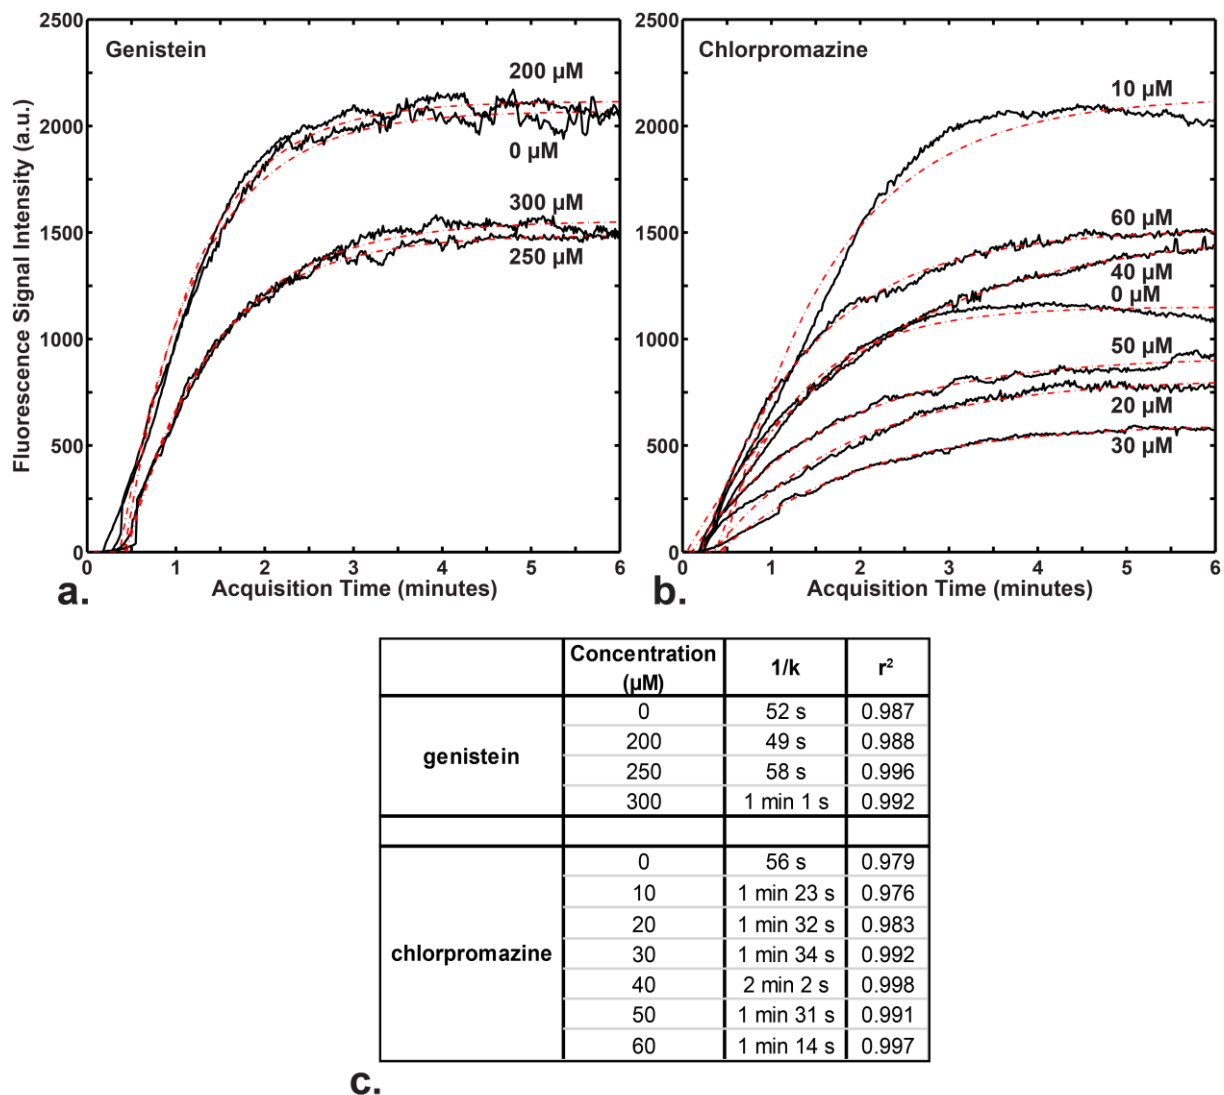 2500
2000
1500
1000
500
0
Fluorescence Signal Intensity (a.u.)
Genistein
200 µM
0 µM
300 µM
250 µM
0 1 2 3 4 5 6
Acquisition Time (minutes)
a.
2500
2000
1500
1000
500
0
Chlorpromazine
10 µM
60 µM
40 µM
0 µM
50 µM
20 µM
30 µM
0 1 2 3 4 5 6
Acquisition Time (minutes)
b.
Concentration (µM) 1/k r²
genistein
0 52 s 0.987
200 49 s 0.988
250 58 s 0.996
300 1 min 1 s 0.992
chlorpromazine
0 56 s 0.979
10 1 min 23 s 0.976
20 1 min 32 s 0.983
30 1 min 34 s 0.992
40 2 min 2 s 0.998
50 1 min 31 s 0.991
60 1 min 14 s 0.997
c.